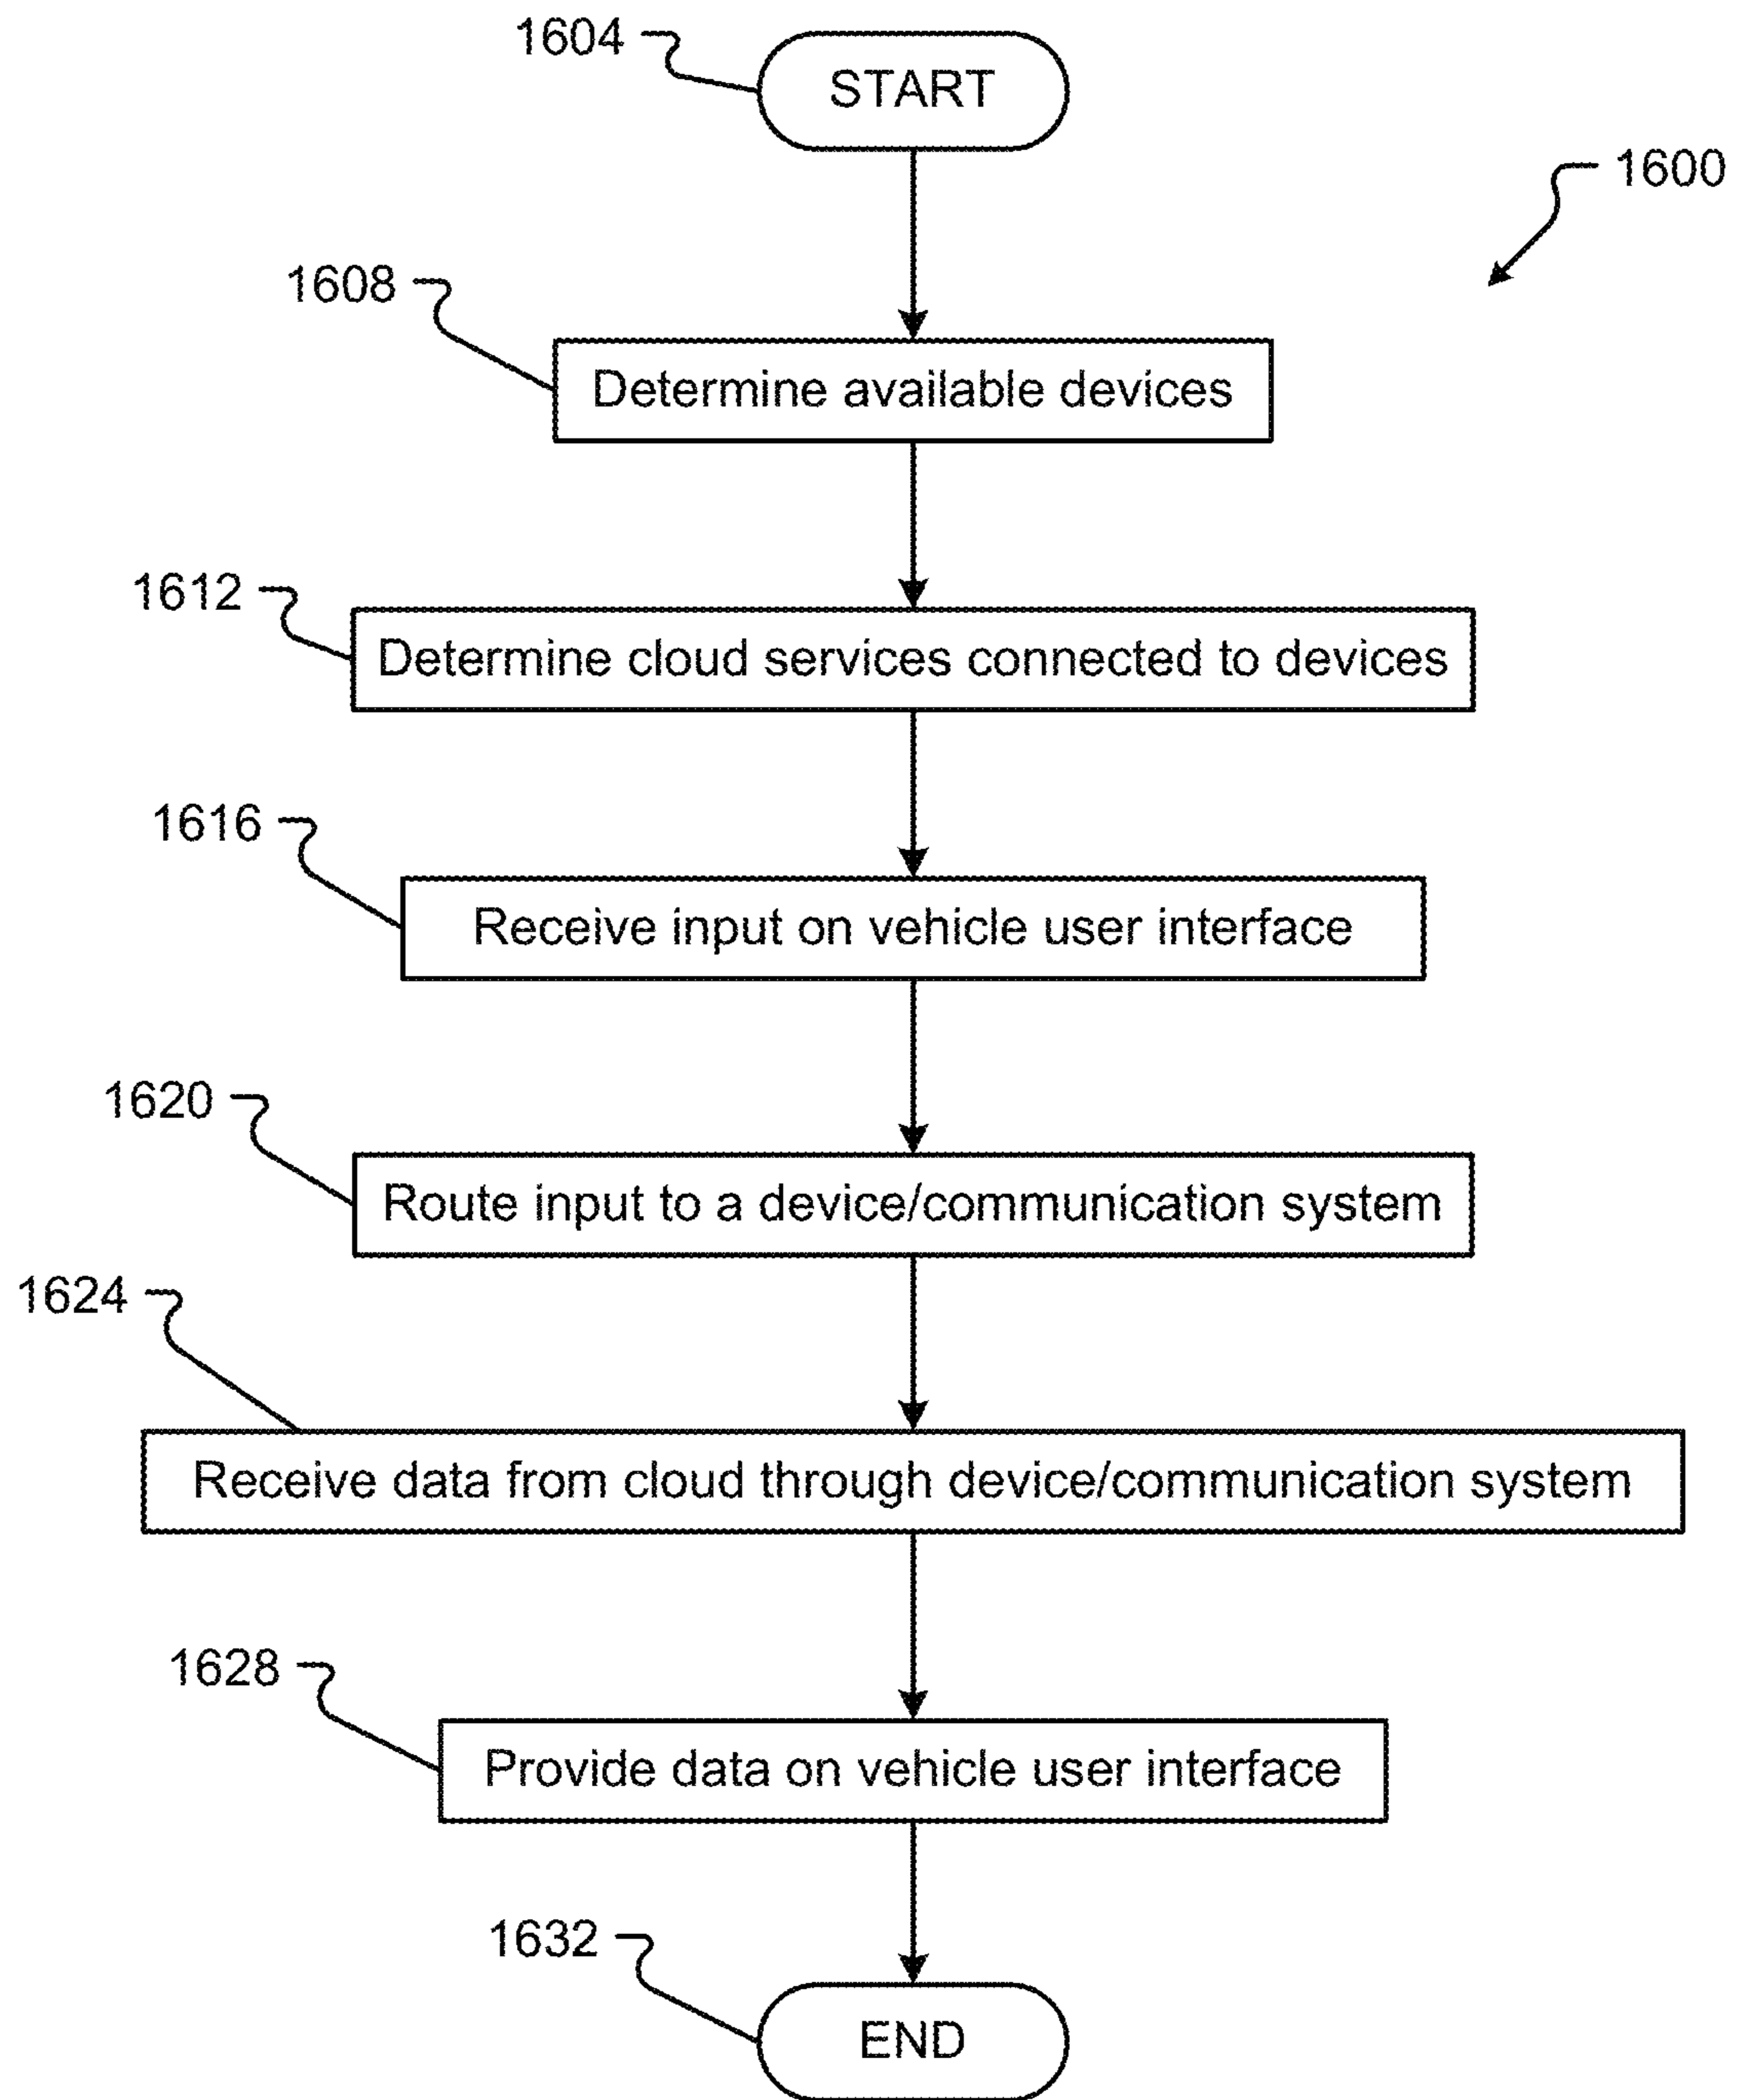 1604
START
1600
1608
Determine available devices
1612
Determine cloud services connected to devices
1616
Receive input on vehicle user interface
1620
Route input to a device/communication system
1624
Receive data from cloud through device/communication system
1628
Provide data on vehicle user interface
1632
END